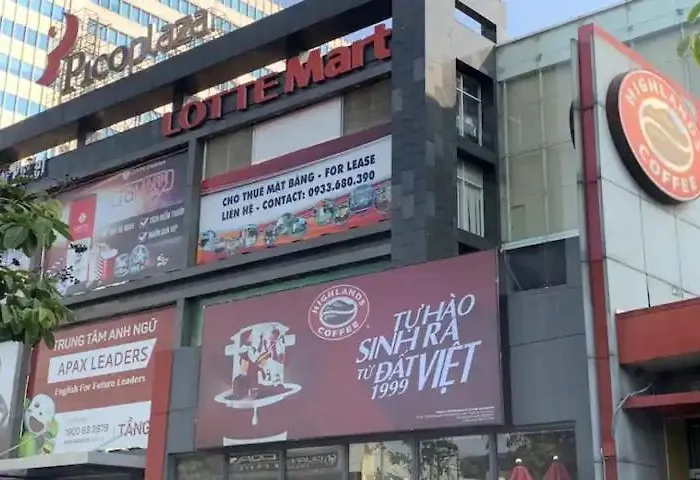 Picoplaza
LOTTE Mart
HIGHLANDS
COFFEE
CHO THUÊ MẶT BẰNG - FOR LEASE
LIÊN HỆ - CONTACT: 0933.680.390
HIGHLANDS
COFFEE
TỰ HÀO
SINH RA
TỪ ĐẤT VIỆT
1999
TRUNG TÂM ANH NGỮ
APAX LEADERS
English For Future Leaders
TẦNG